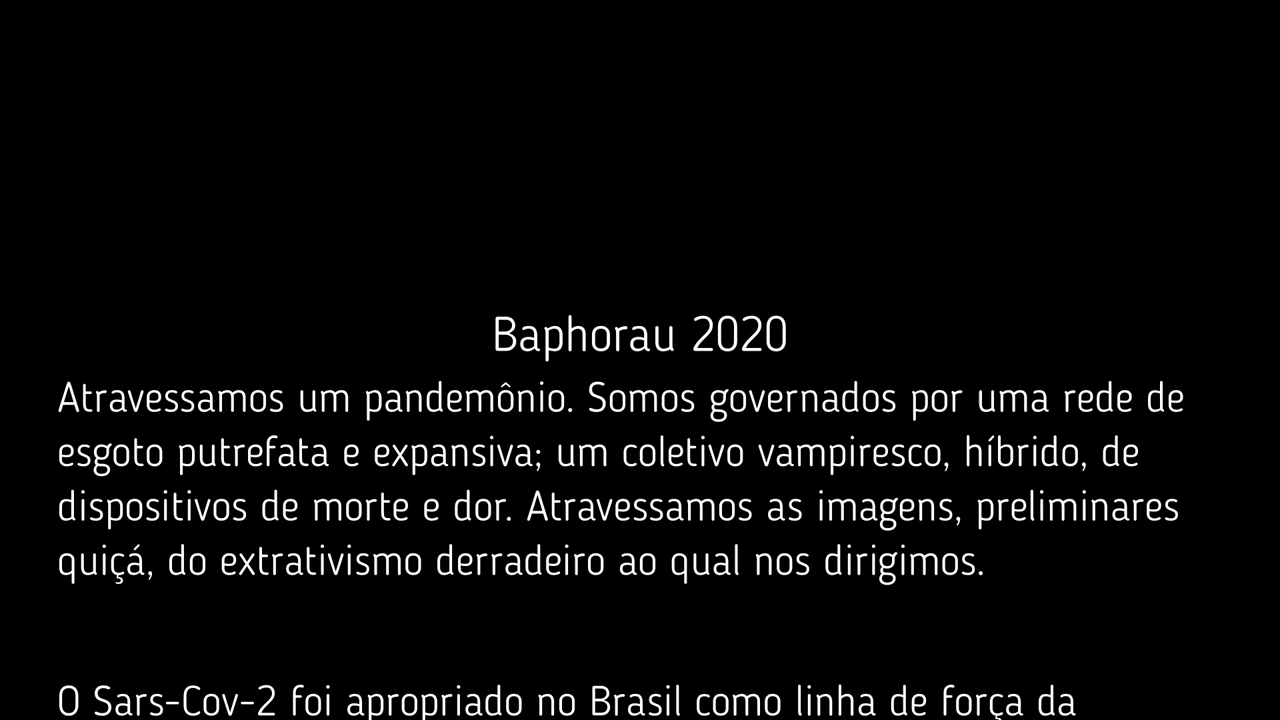 Baphorau 2020
Atravessamos um pandemônio. Somos governados por uma rede de
esgoto putrefata e expansiva; um coletivo vampiresco, híbrido, de
dispositivos de morte e dor. Atravessamos as imagens, preliminares
quiçá, do extrativismo derradeiro ao qual nos dirigimos.
O Sars-Cov-2 foi apropriado no Brasil como linha de força da